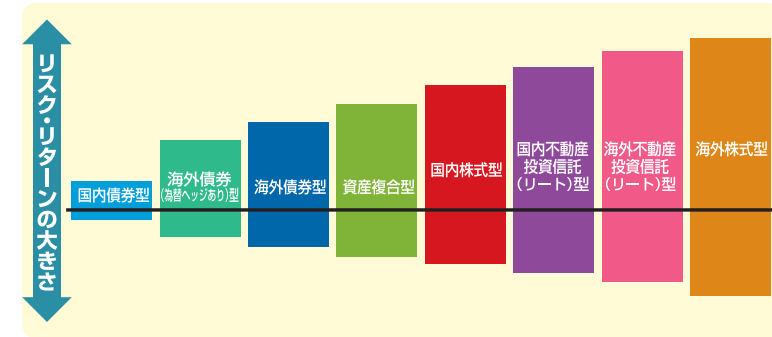 リスク・リターンの大きさ
国内債券型
海外債券
(為替ヘッジあり)型
海外債券型
資産複合型
国内株式型
国内不動産
投資信託
(リート)型
海外不動産
投資信託
(リート)型
海外株式型